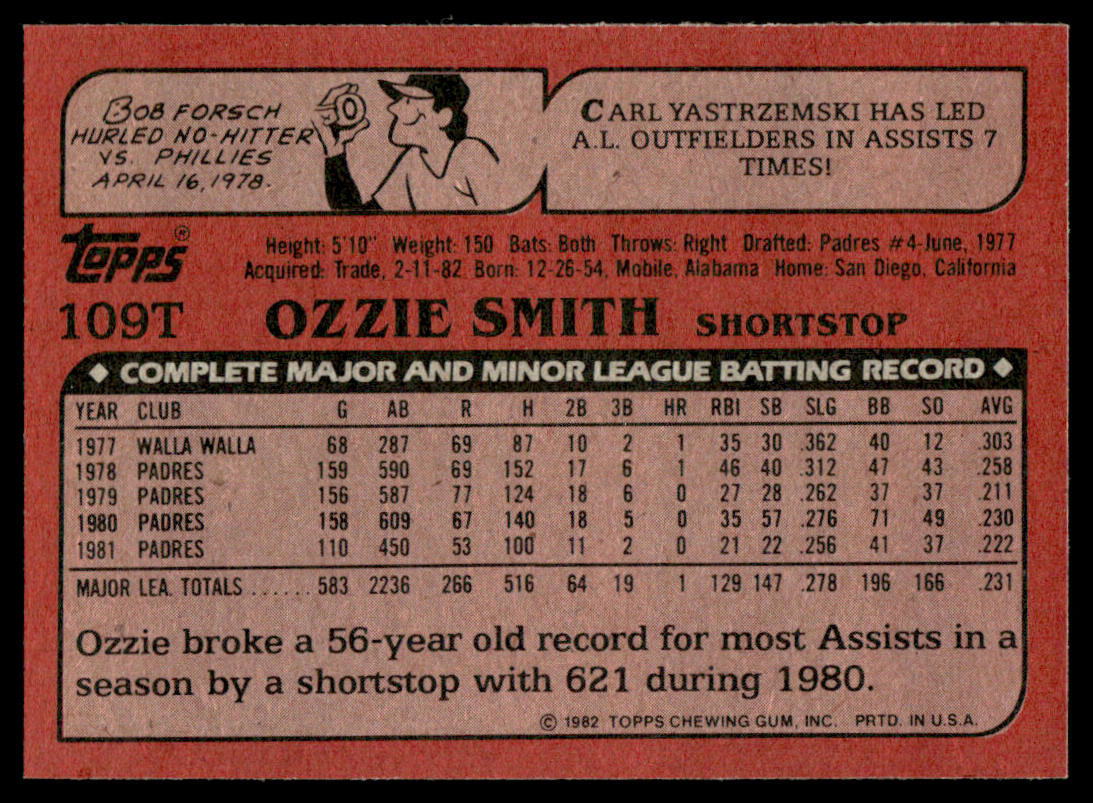 BOB FORSCH
HURLED NO-HITTER
VS. PHILLIES
APRIL 16, 1978.
CARL YASTRZEMSKI HAS LED
A.L. OUTFIELDERS IN ASSISTS 7
TIMES!
Topps®
Height: 5'10" Weight: 150 Bats: Both Throws: Right Drafted: Padres #4-June, 1977
Acquired: Trade, 2-11-82 Born: 12-26-54, Mobile, Alabama Home: San Diego, California
109T OZZIE SMITH SHORTSTOP
◆ COMPLETE MAJOR AND MINOR LEAGUE BATTING RECORD ◆
YEAR CLUB G AB R H 2B 3B HR RBI SB SLG BB SO AVG
1977 WALLA WALLA 68 287 69 87 10 2 1 35 30 .362 40 12 .303
1978 PADRES 159 590 69 152 17 6 1 46 40 .312 47 43 .258
1979 PADRES 156 587 77 124 18 6 0 27 28 .262 37 37 .211
1980 PADRES 158 609 67 140 18 5 0 35 57 .276 71 49 .230
1981 PADRES 110 450 53 100 11 2 0 21 22 .256 41 37 .222
MAJOR LEA. TOTALS ...... 583 2236 266 516 64 19 1 129 147 .278 196 166 .231
Ozzie broke a 56-year old record for most Assists in a
season by a shortstop with 621 during 1980.
© 1982 TOPPS CHEWING GUM, INC. PRTD. IN U.S.A.